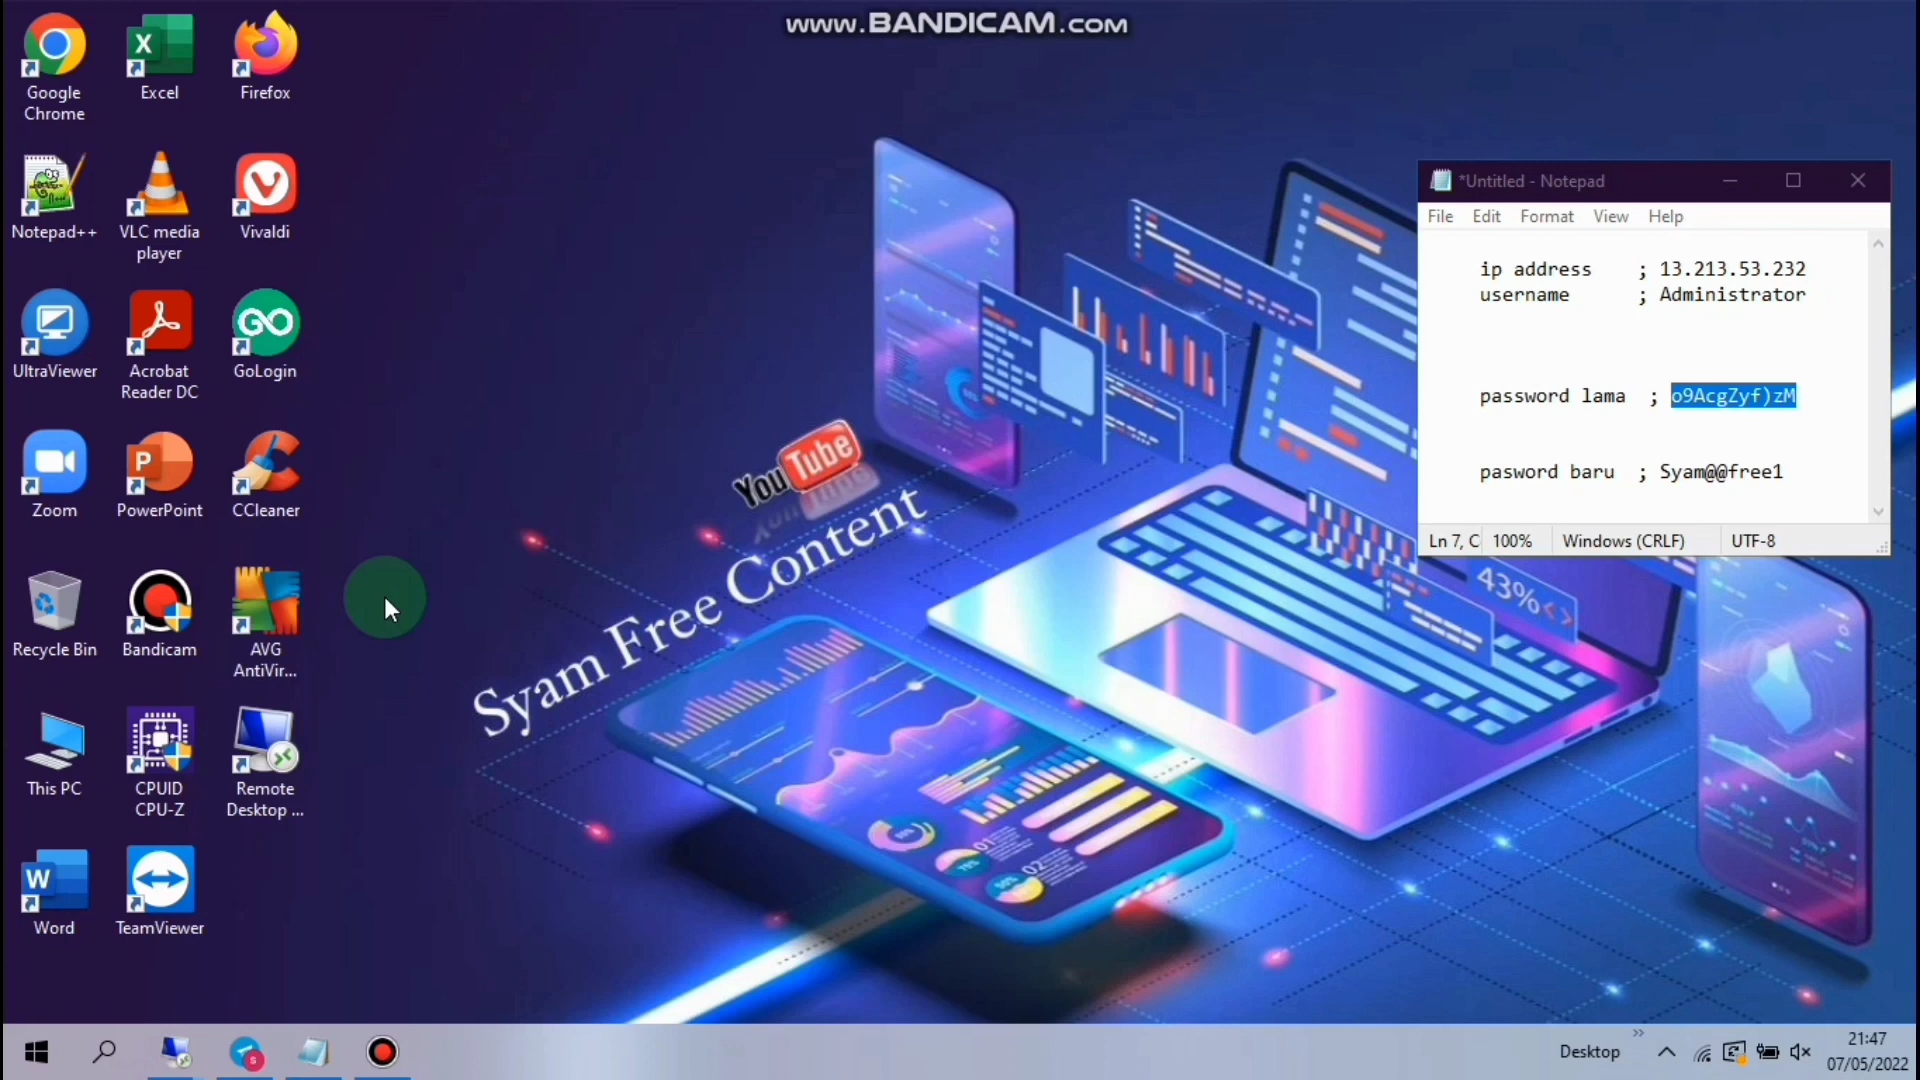 www.BANDICAM.com
Google
Chrome
Excel
Firefox
Notepad++
VLC media
player
Vivaldi
UltraViewer
Acrobat
Reader DC
GoLogin
Zoom
PowerPoint
CCleaner
Recycle Bin
Bandicam
AVG
AntiVir...
This PC
CPUID
CPU-Z
Remote
Desktop ...
Word
TeamViewer
YouTube
Syam Free Content
43%<>
01
02
*Untitled - Notepad
File Edit Format View Help
ip address ; 13.213.53.232
username ; Administrator
password lama ; o9AcgZyf)zM
pasword baru ; Syam@@free1
Ln 7, C 100% Windows (CRLF) UTF-8
Desktop
21:47
07/05/2022